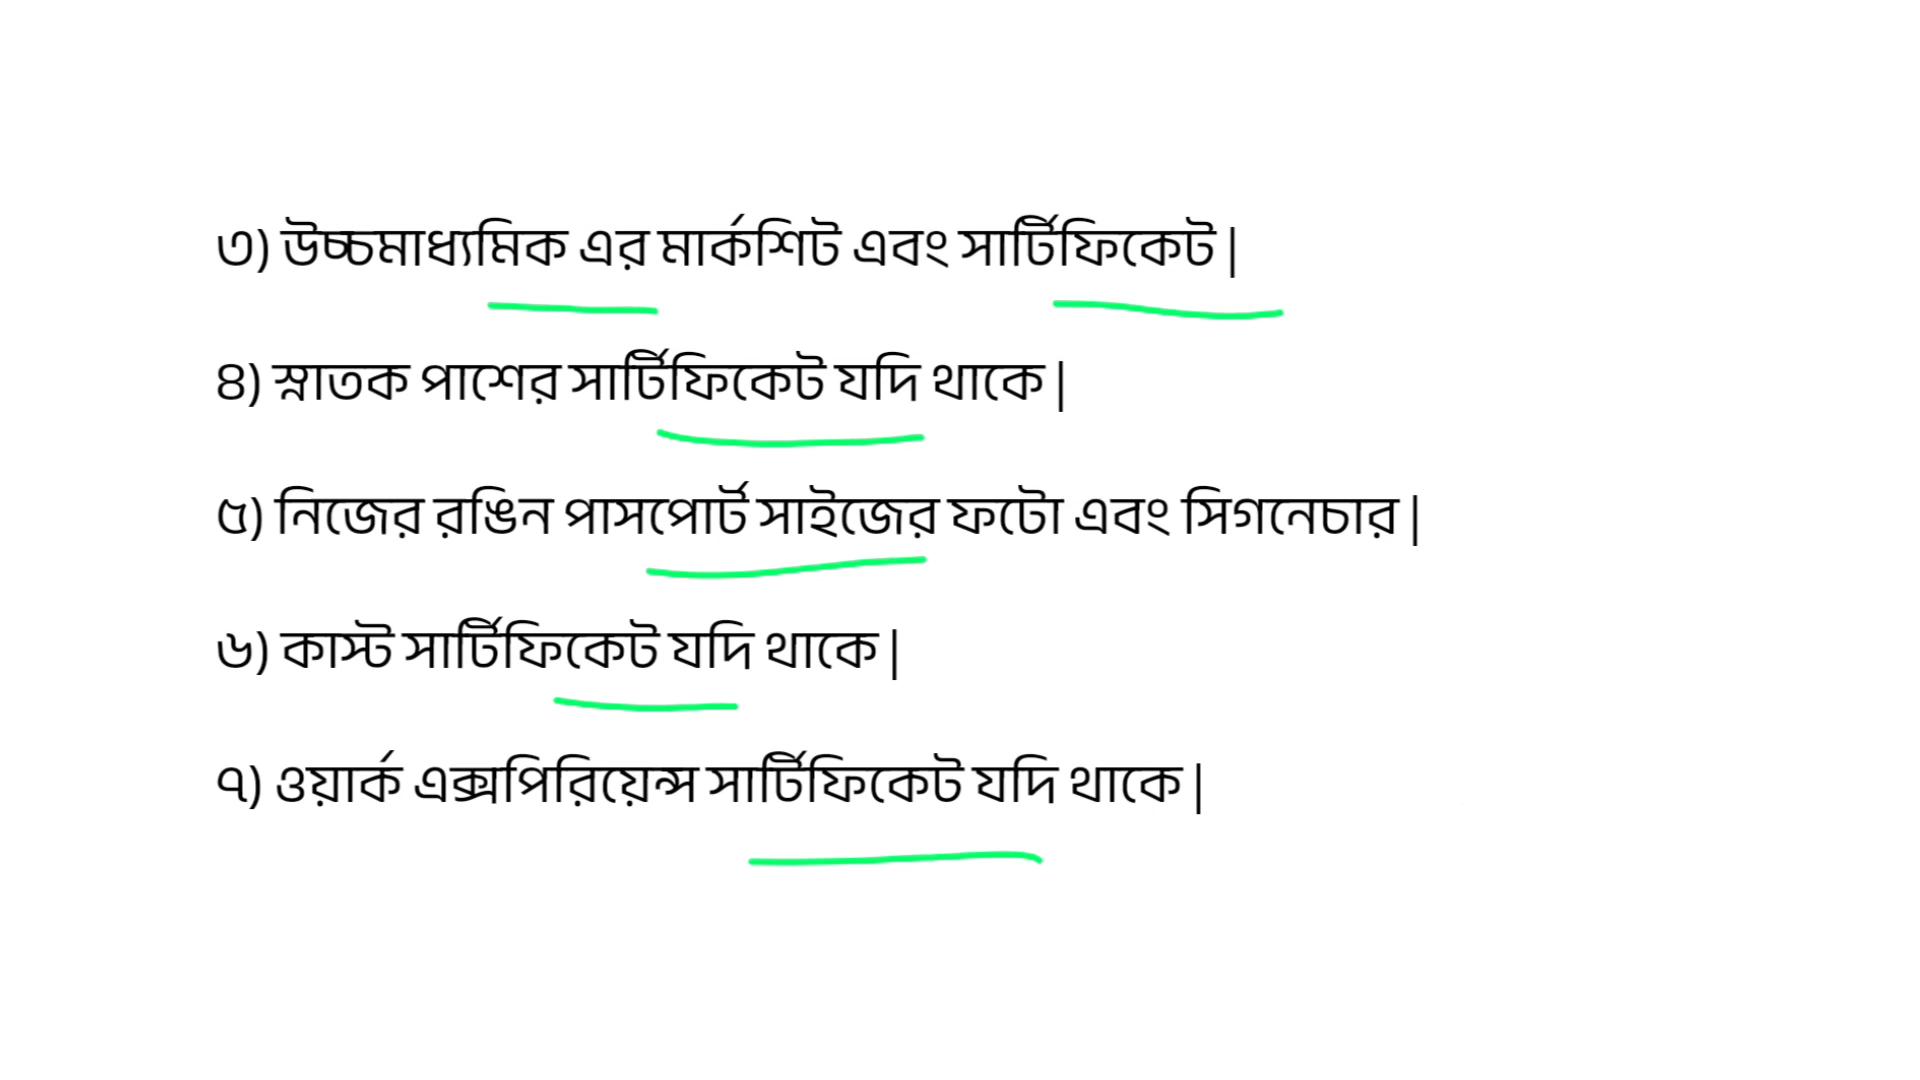 ৩) উচ্চমাধ্যমিক এর মার্কশিট এবং সার্টিফিকেট |
৪) স্নাতক পাশের সার্টিফিকেট যদি থাকে |
৫) নিজের রঙিন পাসপোর্ট সাইজের ফটো এবং সিগনেচার |
৬) কাস্ট সার্টিফিকেট যদি থাকে |
৭) ওয়ার্ক এক্সপিরিয়েন্স সার্টিফিকেট যদি থাকে |